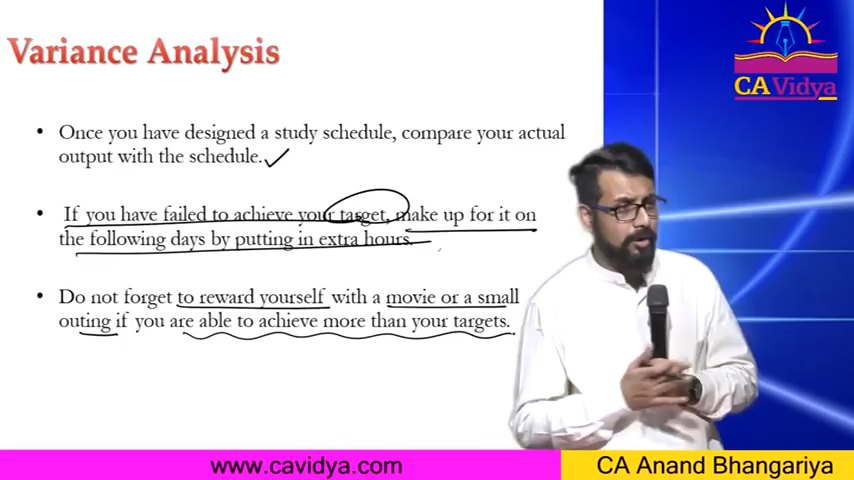 Variance Analysis
CA Vidya
• Once you have designed a study schedule, compare your actual
output with the schedule.
• If you have failed to achieve your target, make up for it on
the following days by putting in extra hours.
• Do not forget to reward yourself with a movie or a small
outing if you are able to achieve more than your targets.
www.cavidya.com
CA Anand Bhangariya